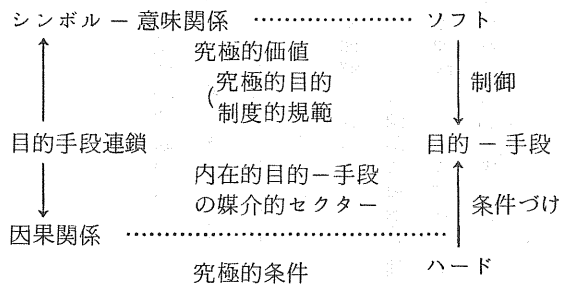 シンボル－意味関係 ………………… ソフト
究極的価値
(究極的目的
制度的規範
制御
目的手段連鎖
目的－手段
内在的目的－手段
の媒介的セクター
条件づけ
因果関係 ……………………………
ハード
究極的条件